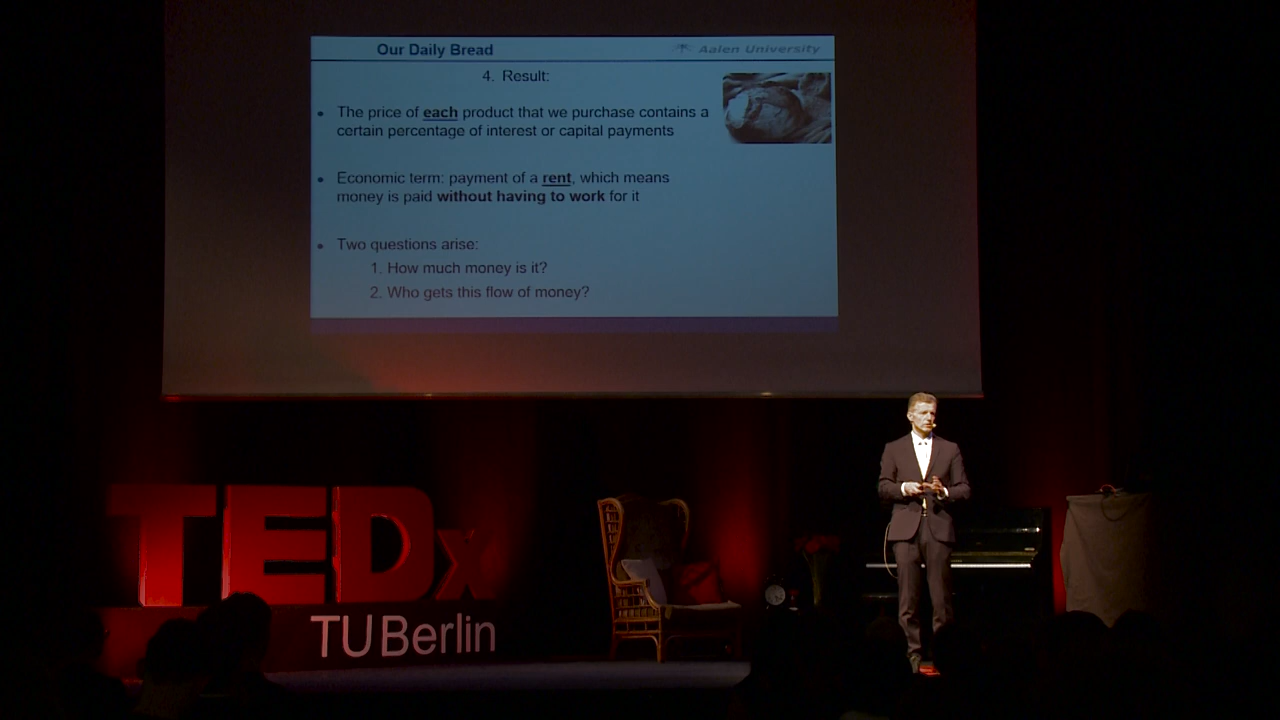 Our Daily Bread
Aalen University
4. Result:
• The price of each product that we purchase contains a
certain percentage of interest or capital payments
• Economic term: payment of a rent, which means
money is paid without having to work for it
• Two questions arise:
1. How much money is it?
2. Who gets this flow of money?
TEDx
TU Berlin